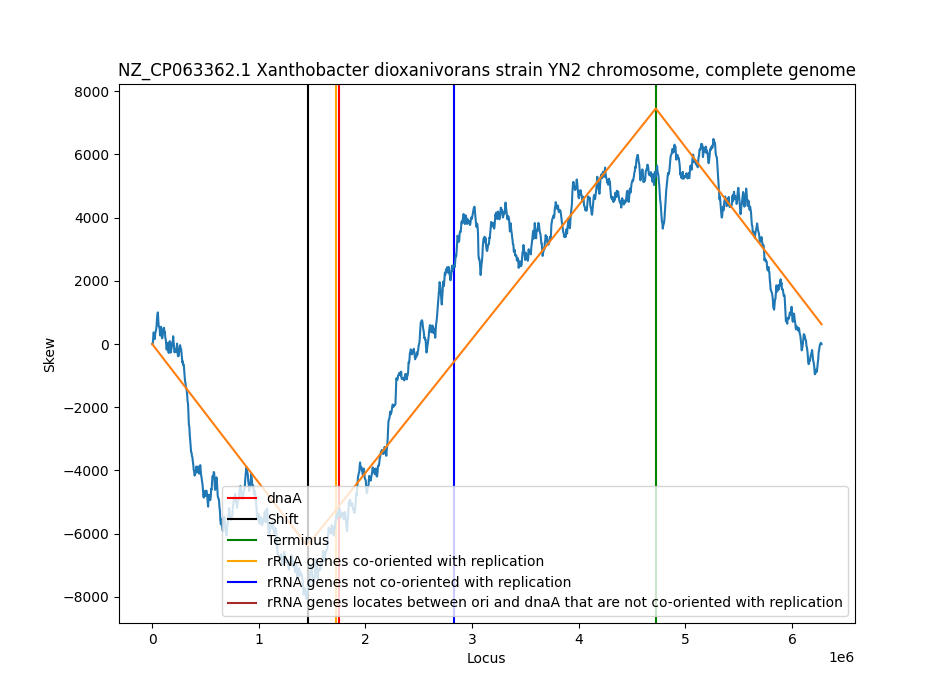 NZ_CP063362.1 Xanthobacter dioxanivorans strain YN2 chromosome, complete genome
8000
6000
4000
2000
0
−2000
−4000
−6000
−8000
Skew
dnaA
Shift
Terminus
rRNA genes co-oriented with replication
rRNA genes not co-oriented with replication
rRNA genes locates between ori and dnaA that are not co-oriented with replication
0 1 2 3 4 5 6
Locus
1e6